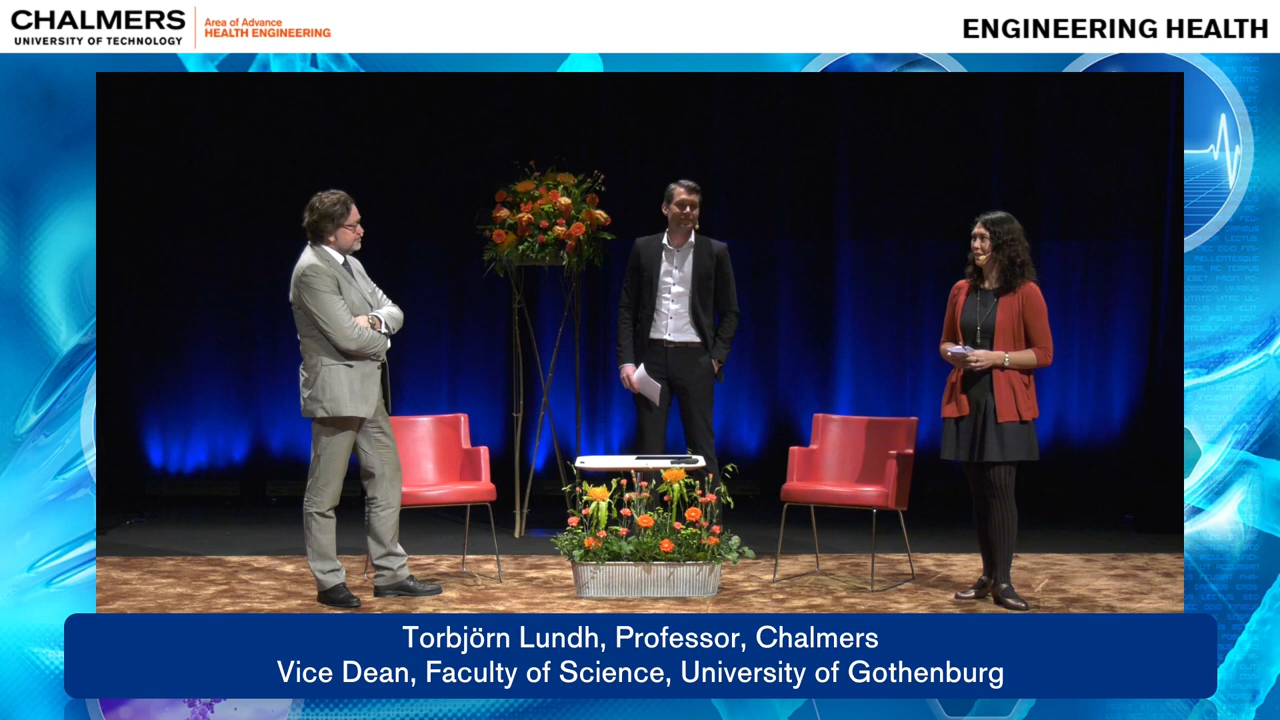 CHALMERS
UNIVERSITY OF TECHNOLOGY
Area of Advance
HEALTH ENGINEERING
ENGINEERING HEALTH
Torbjörn Lundh, Professor, Chalmers
Vice Dean, Faculty of Science, University of Gothenburg